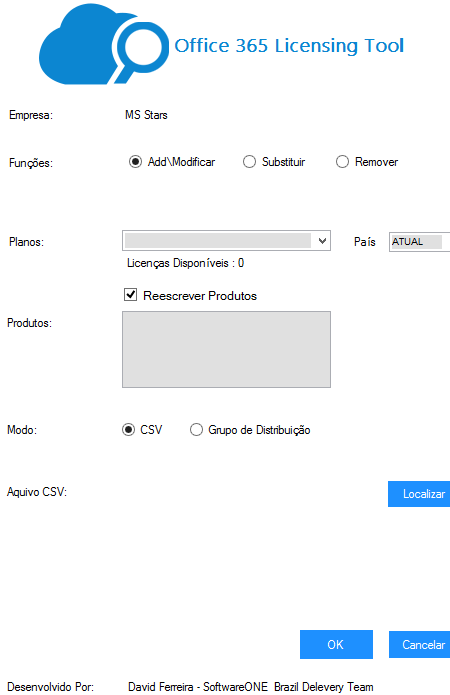 Office 365 Licensing Tool
Empresa: MS Stars
Funções: Add\Modificar Substituir Remover
Planos: País ATUAL
Licenças Disponíveis : 0
Reescrever Produtos
Produtos:
Modo: CSV Grupo de Distribuição
Aquivo CSV: Localizar
OK Cancelar
Desenvolvido Por: David Ferreira - SoftwareONE Brazil Delevery Team